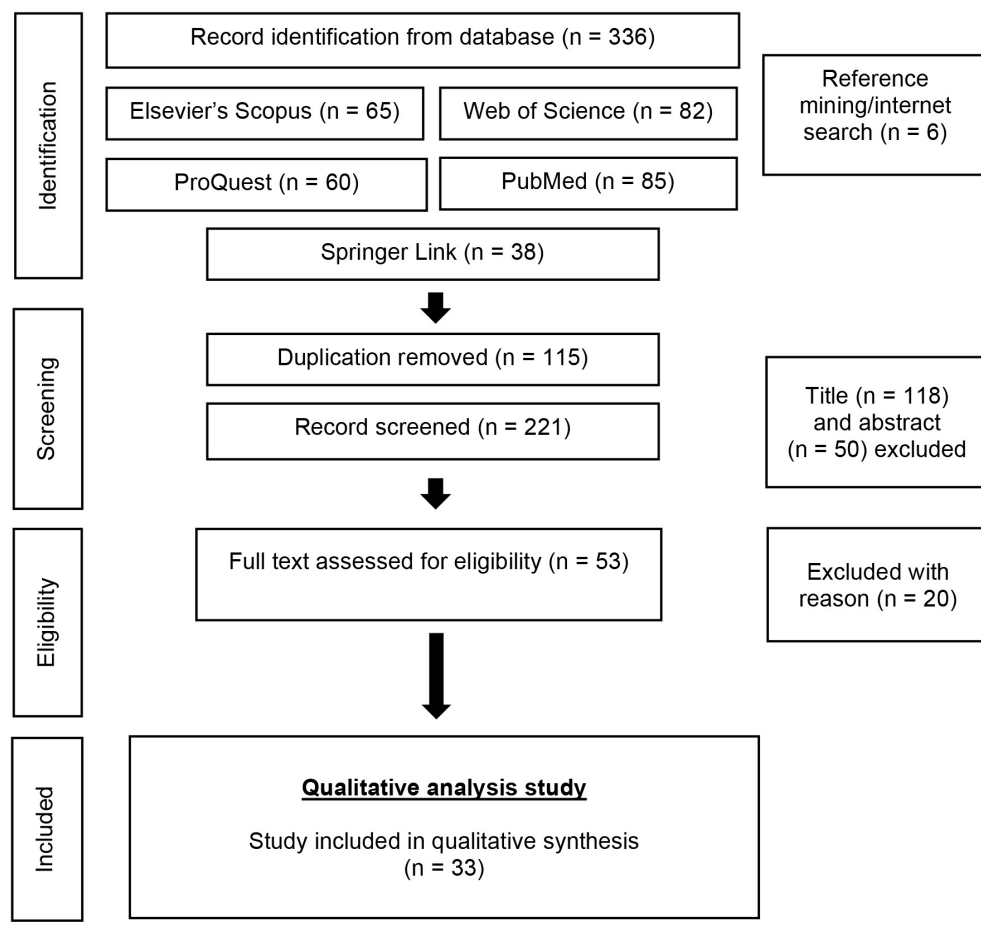 Identification
Record identification from database (n = 336)
Elsevier’s Scopus (n = 65)
Web of Science (n = 82)
ProQuest (n = 60)
PubMed (n = 85)
Springer Link (n = 38)
Reference
mining/internet
search (n = 6)
Screening
Duplication removed (n = 115)
Record screened (n = 221)
Title (n = 118)
and abstract
(n = 50) excluded
Eligibility
Full text assessed for eligibility (n = 53)
Excluded with
reason (n = 20)
Included
Qualitative analysis study
Study included in qualitative synthesis
(n = 33)